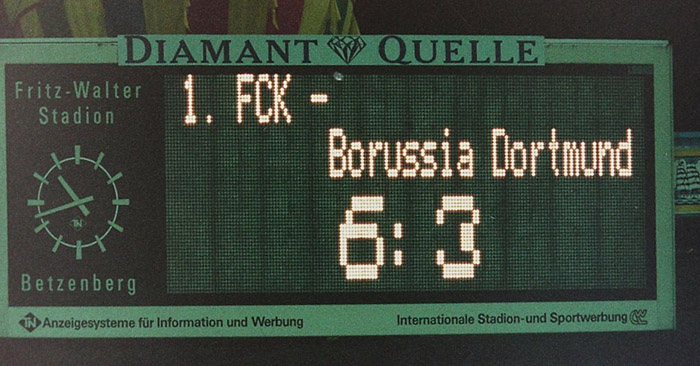 DIAMANT QUELLE
Fritz-Walter
Stadion
1. FCK -
Borussia Dortmund
6:3
Betzenberg
Anzeigesysteme für Information und Werbung
Internationale Stadion-und Sportwerbung